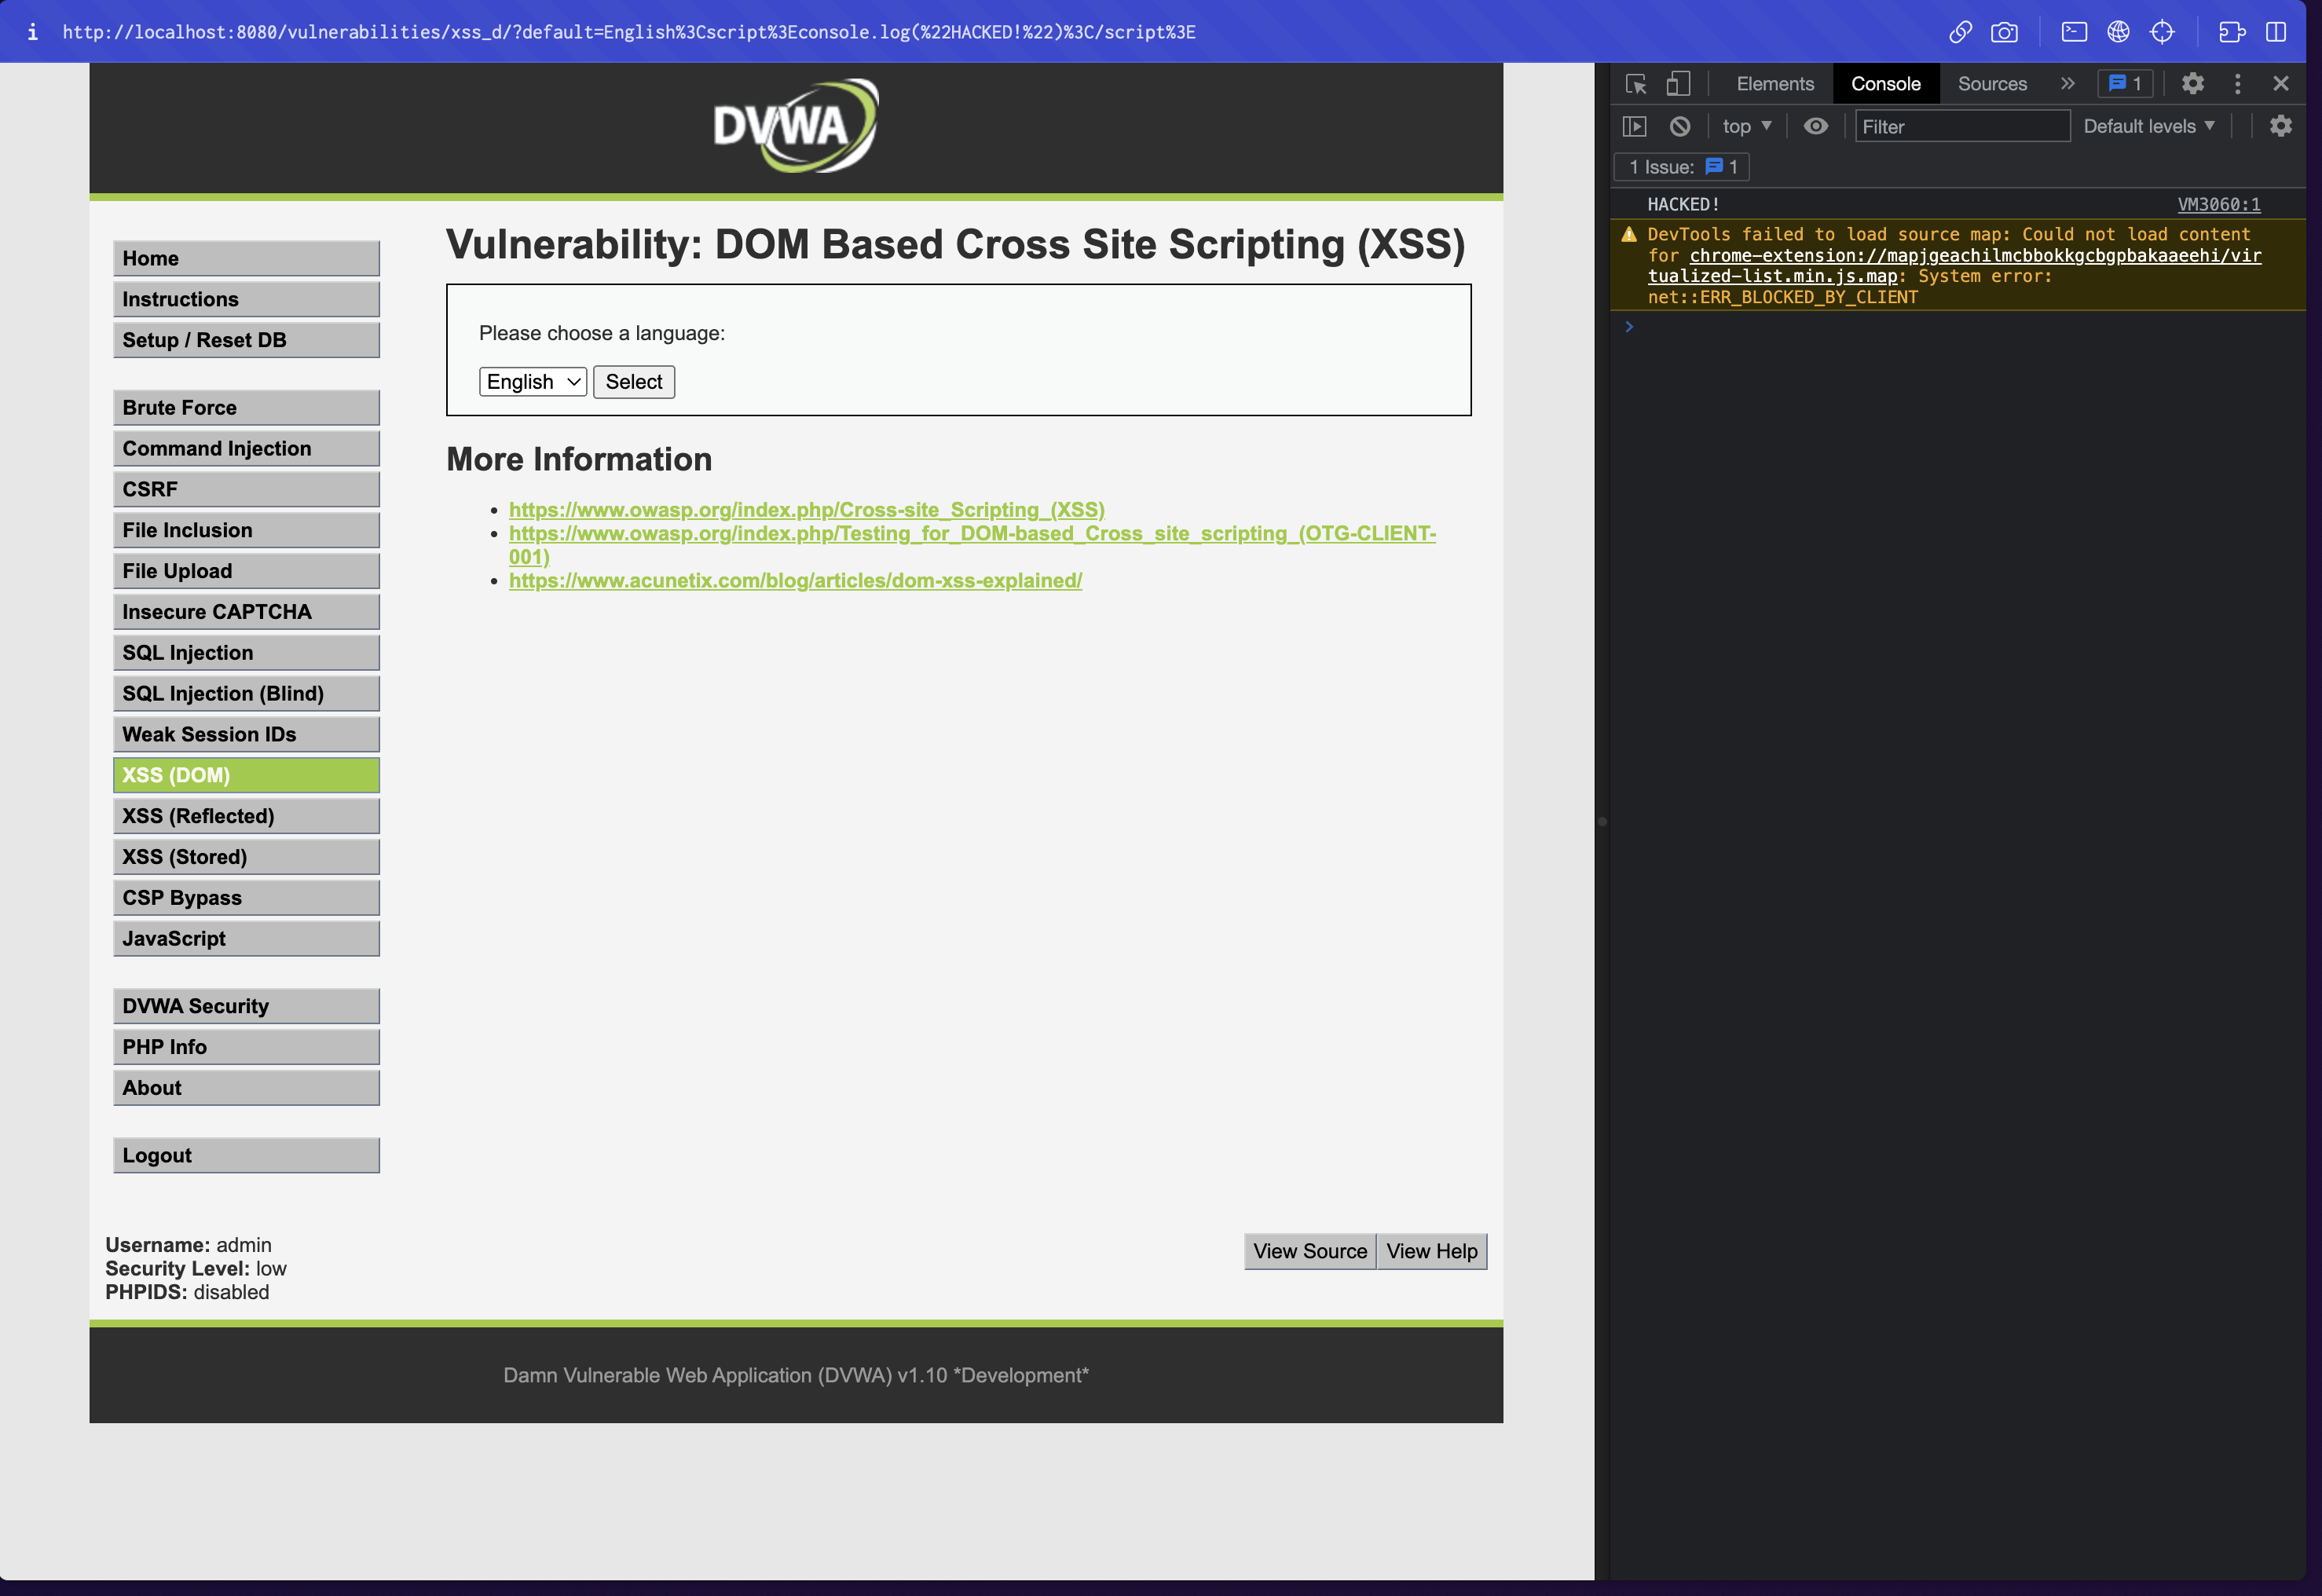 i http://localhost:8080/vulnerabilities/xss_d/?default=English%3Cscript%3Econsole.log(%22HACKED!%22)%3C/script%3E
DVWA
Home
Instructions
Setup / Reset DB
Brute Force
Command Injection
CSRF
File Inclusion
File Upload
Insecure CAPTCHA
SQL Injection
SQL Injection (Blind)
Weak Session IDs
XSS (DOM)
XSS (Reflected)
XSS (Stored)
CSP Bypass
JavaScript
DVWA Security
PHP Info
About
Logout
Vulnerability: DOM Based Cross Site Scripting (XSS)
Please choose a language:
English Select
More Information
• https://www.owasp.org/index.php/Cross-site_Scripting_(XSS)
• https://www.owasp.org/index.php/Testing_for_DOM-based_Cross_site_scripting_(OTG-CLIENT-
001)
• https://www.acunetix.com/blog/articles/dom-xss-explained/
Username: admin
Security Level: low
PHPIDS: disabled
View Source View Help
Damn Vulnerable Web Application (DVWA) v1.10 *Development*
Elements Console Sources » 1
top Filter Default levels
1 Issue: 1
HACKED! VM3060:1
DevTools failed to load source map: Could not load content
for chrome-extension://mapjgeachilmcbbokkgcbgpbakaaeehi/vir
tualized-list.min.js.map: System error:
net::ERR_BLOCKED_BY_CLIENT